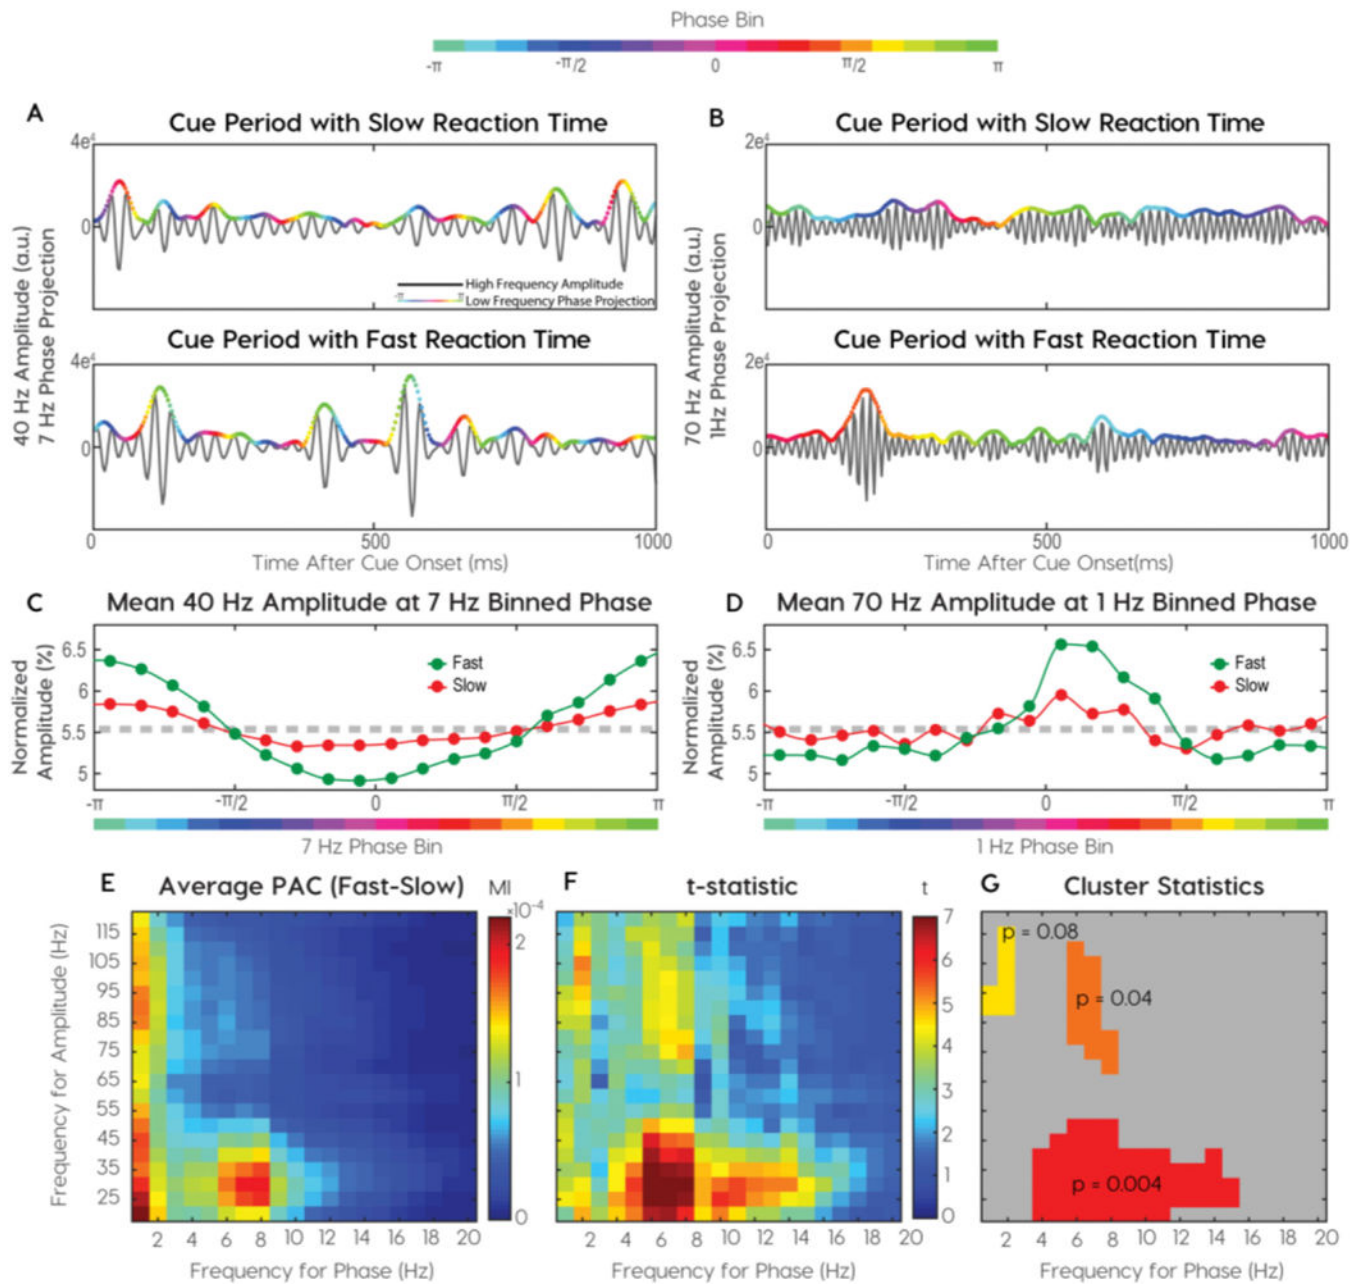 Phase Bin
-π -π/2 0 π/2 π
A
Cue Period with Slow Reaction Time
4e⁴
0
High Frequency Amplitude
-π π Low Frequency Phase Projection
Cue Period with Fast Reaction Time
4e⁴
0
40 Hz Amplitude (a.u.)
7 Hz Phase Projection
0 500 1000
Time After Cue Onset (ms)
B
Cue Period with Slow Reaction Time
2e⁴
0
Cue Period with Fast Reaction Time
2e⁴
0
70 Hz Amplitude (a.u.)
1Hz Phase Projection
0 500 1000
Time After Cue Onset(ms)
C Mean 40 Hz Amplitude at 7 Hz Binned Phase
Normalized
Amplitude (%)
6.5
6
5.5
5
Fast
Slow
-π -π/2 0 π/2 π
7 Hz Phase Bin
D Mean 70 Hz Amplitude at 1 Hz Binned Phase
Normalized
Amplitude (%)
6.5
6
5.5
5
Fast
Slow
-π -π/2 0 π/2 π
1 Hz Phase Bin
E Average PAC (Fast-Slow) MI
×10⁻⁴
2
1
0
Frequency for Amplitude (Hz)
115
105
95
85
75
65
55
45
35
25
2 4 6 8 10 12 14 16 18 20
Frequency for Phase (Hz)
F t-statistic t
7
6
5
4
3
2
1
0
2 4 6 8 10 12 14 16 18 20
Frequency for Phase (Hz)
G Cluster Statistics
p = 0.08
p = 0.04
p = 0.004
2 4 6 8 10 12 14 16 18 20
Frequency for Phase (Hz)